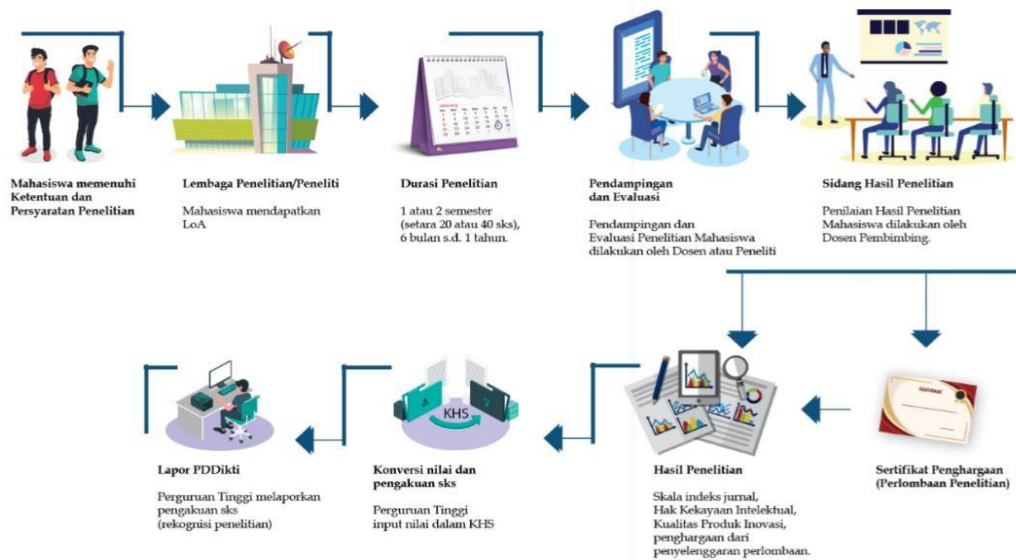 Mahasiswa memenuhi
Ketentuan dan
Persyaratan Penelitian
Lembaga Penelitian/Peneliti
Mahasiswa mendapatkan
LoA
January
Durasi Penelitian
1 atau 2 semester
(setara 20 atau 40 sks),
6 bulan s.d. 1 tahun.
Pendampingan
dan Evaluasi
Pendampingan dan
Evaluasi Penelitian Mahasiswa
dilakukan oleh Dosen atau Peneliti
Sidang Hasil Penelitian
Penilaian Hasil Penelitian
Mahasiswa dilakukan oleh
Dosen Pembimbing.
Lapor PDDikti
Perguruan Tinggi melaporkan
pengakuan sks
(rekognisi penelitian)
KHS
Konversi nilai dan
pengakuan sks
Perguruan Tinggi
input nilai dalam KHS
Hasil Penelitian
Skala indeks jurnal,
Hak Kekayaan Intelektual,
Kualitas Produk Inovasi,
penghargaan dari
penyelenggaran perlombaan.
SERTIFIKAT
Sertifikat Penghargaan
(Perlombaan Penelitian)